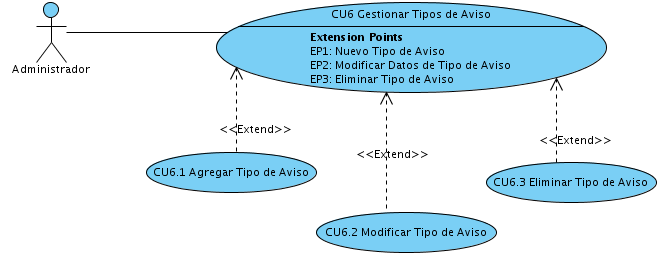 CU6 Gestionar Tipos de Aviso
Extension Points
EP1: Nuevo Tipo de Aviso
EP2: Modificar Datos de Tipo de Aviso
EP3: Eliminar Tipo de Aviso
Administrador
<<Extend>>
<<Extend>>
<<Extend>>
CU6.1 Agregar Tipo de Aviso
CU6.3 Eliminar Tipo de Aviso
CU6.2 Modificar Tipo de Aviso